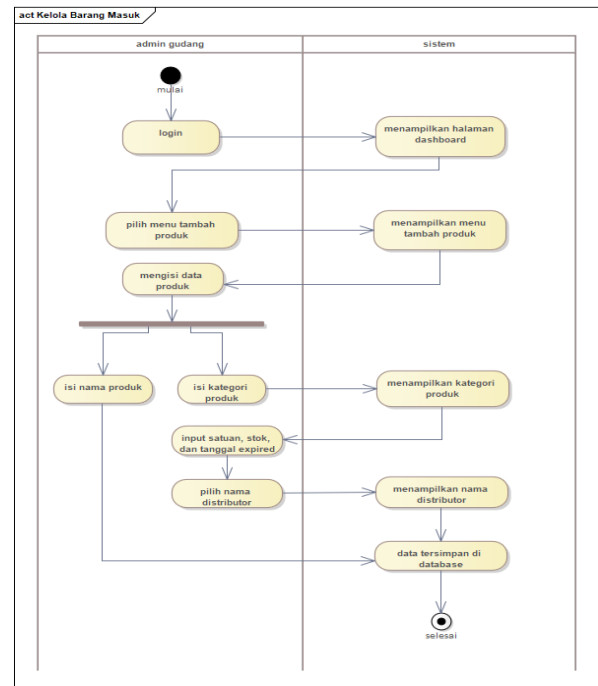 act Kelola Barang Masuk
admin gudang
sistem
mulai
login
menampilkan halaman
dashboard
pilih menu tambah
produk
menampilkan menu
tambah produk
mengisi data
produk
isi nama produk
isi kategori
produk
menampilkan kategori
produk
input satuan, stok,
dan tanggal expired
pilih nama
distributor
menampilkan nama
distributor
data tersimpan di
database
selesai